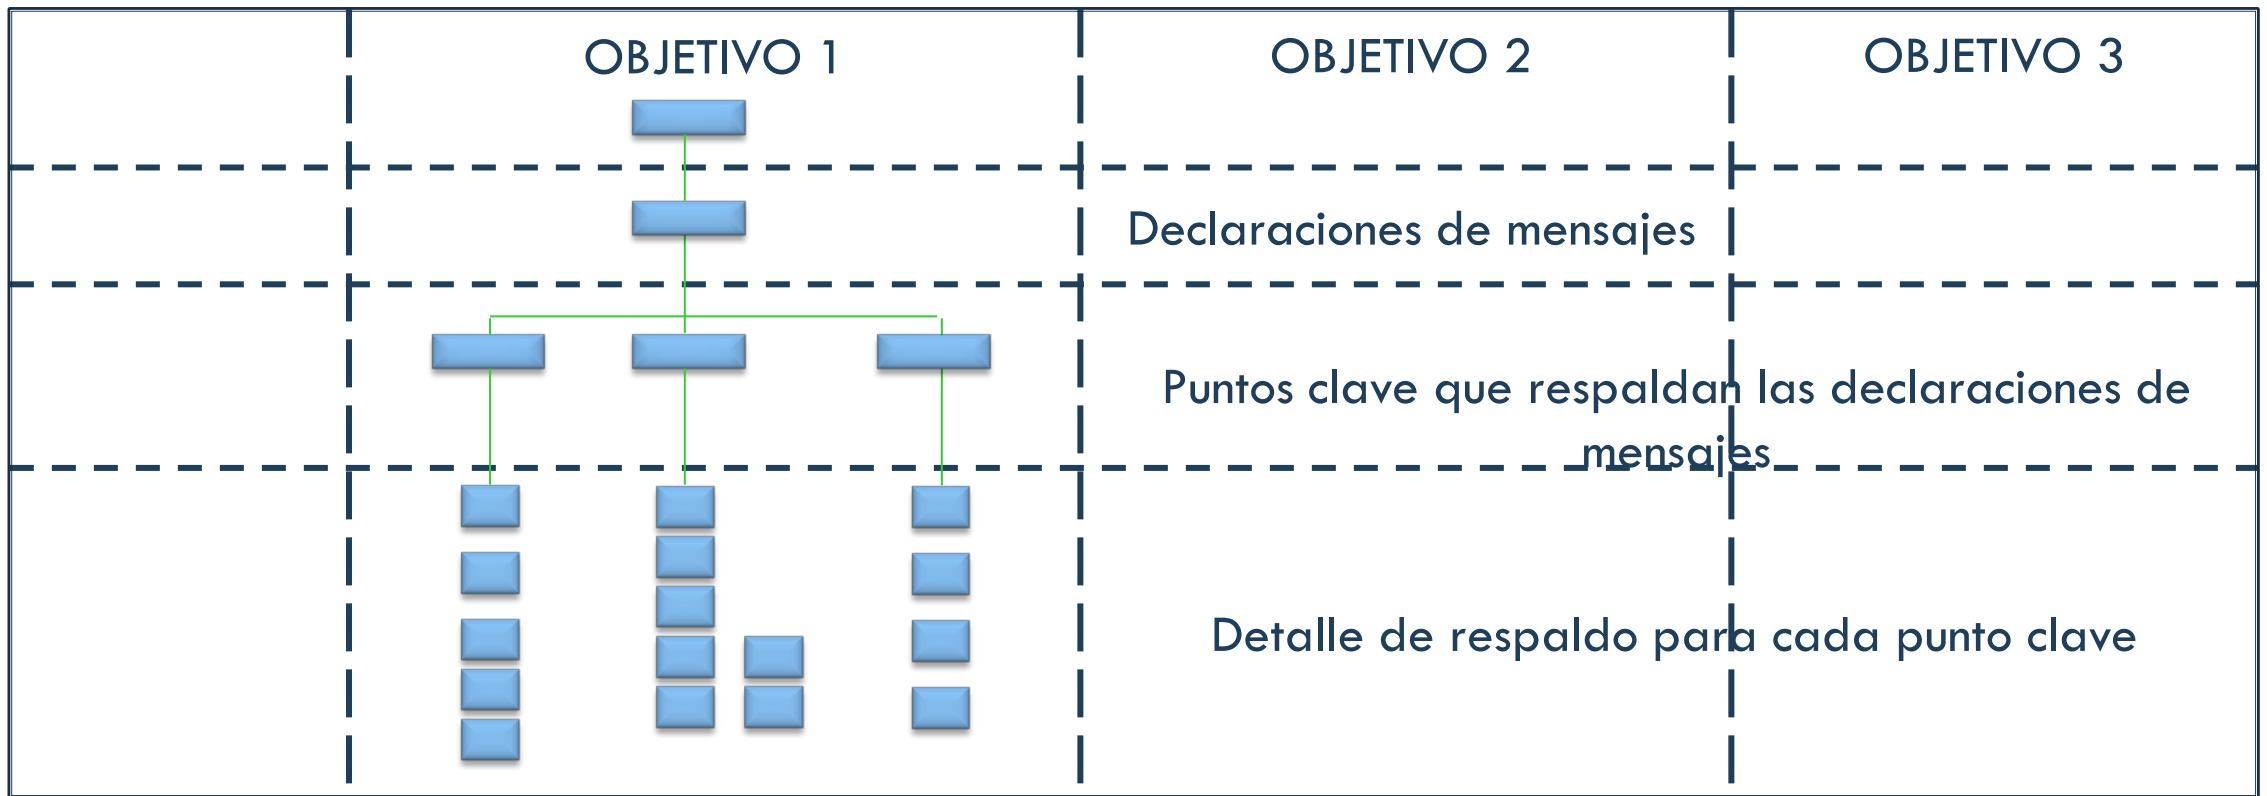 OBJETIVO 1
OBJETIVO 2
OBJETIVO 3
Declaraciones de mensajes
Puntos clave que respaldan las declaraciones de
mensajes
Detalle de respaldo para cada punto clave